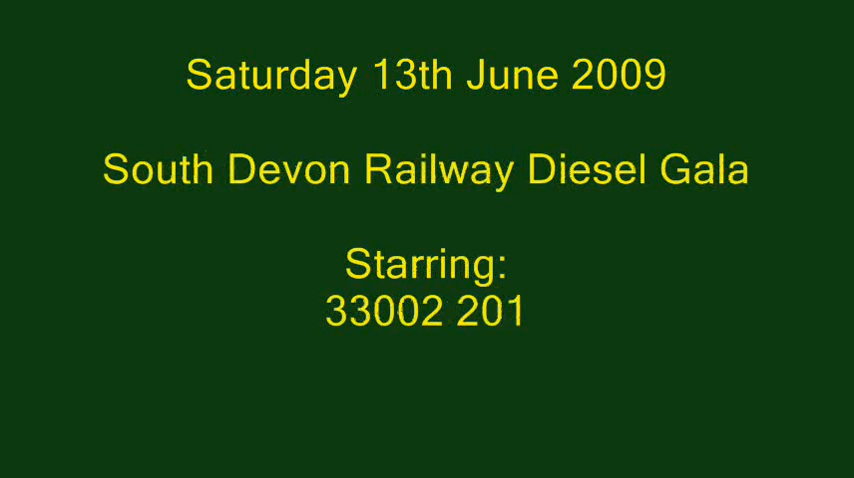 Saturday 13th June 2009
South Devon Railway Diesel Gala
Starring:
33002 201